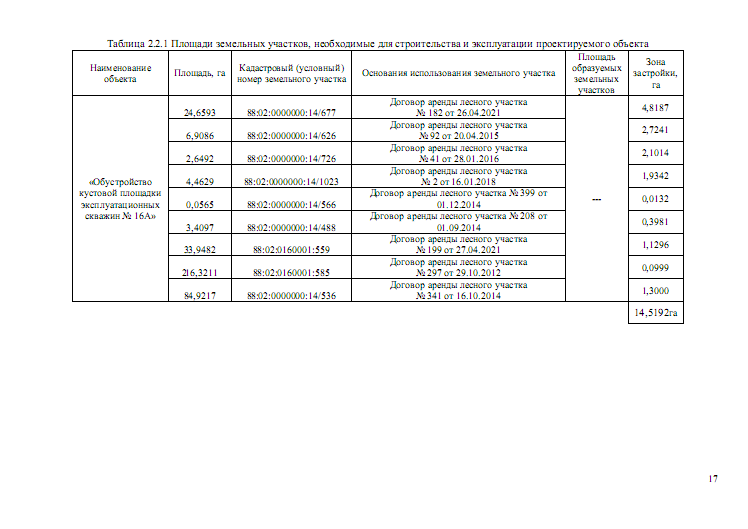 Таблица 2.2.1 Площади земельных участков, необходимые для строительства и эксплуатации проектируемого объекта
Наименование
объекта
Площадь, га
Кадастровый (условный)
номер земельного участка
Основания использования земельного участка
Площадь
образуемых
земельных
участков
Зона
застройки,
га
«Обустройство
кустовой площадки
эксплуатационных
скважин № 16А»
24,6593
88:02:0000000:14/677
Договор аренды лесного участка
№ 182 от 26.04.2021
---
4,8187
6,9086
88:02:0000000:14/626
Договор аренды лесного участка
№ 92 от 20.04.2015
2,7241
2,6492
88:02:0000000:14/726
Договор аренды лесного участка
№ 41 от 28.01.2016
2,1014
4,4629
88:02:0000000:14/1023
Договор аренды лесного участка
№ 2 от 16.01.2018
1,9342
0,0565
88:02:0000000:14/566
Договор аренды лесного участка № 399 от
01.12.2014
0,0132
3,4097
88:02:0000000:14/488
Договор аренды лесного участка № 208 от
01.09.2014
0,3981
33,9482
88:02:0160001:559
Договор аренды лесного участка
№ 199 от 27.04.2021
1,1296
216,3211
88:02:0160001:585
Договор аренды лесного участка
№ 297 от 29.10.2012
0,0999
84,9217
88:02:0000000:14/536
Договор аренды лесного участка
№ 341 от 16.10.2014
1,3000
14,5192га
17